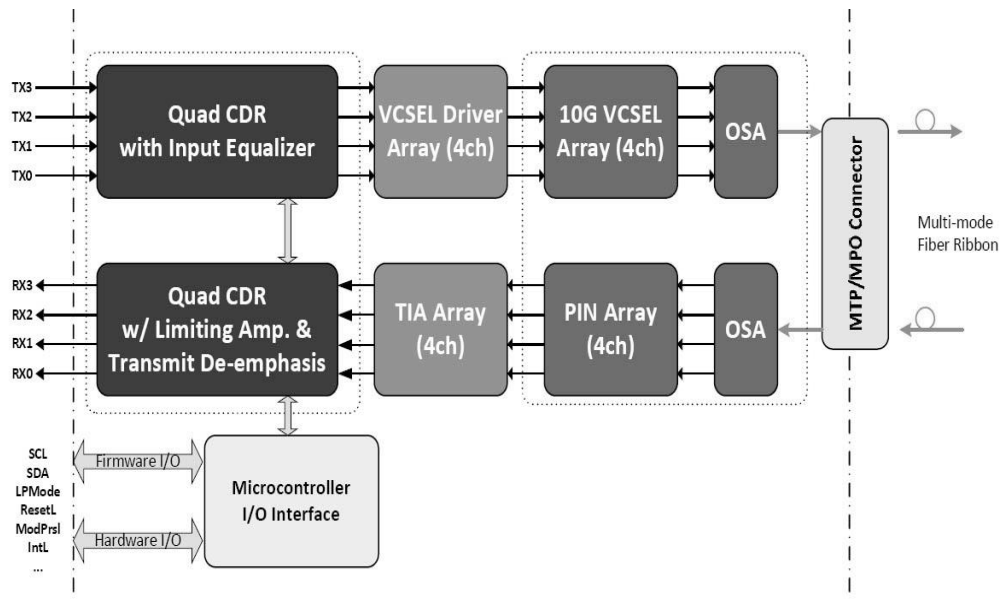 TX3
TX2
TX1
TX0
Quad CDR
with Input Equalizer
VCSEL Driver
Array (4ch)
10G VCSEL
Array (4ch)
OSA
MTP/MPO Connector
Multi-mode
Fiber Ribbon
RX3
RX2
RX1
RX0
Quad CDR
w/ Limiting Amp. &
Transmit De-emphasis
TIA Array
(4ch)
PIN Array
(4ch)
OSA
SCL
SDA
LPMode
ResetL
ModPrsl
IntL
...
Firmware I/O
Hardware I/O
Microcontroller
I/O Interface